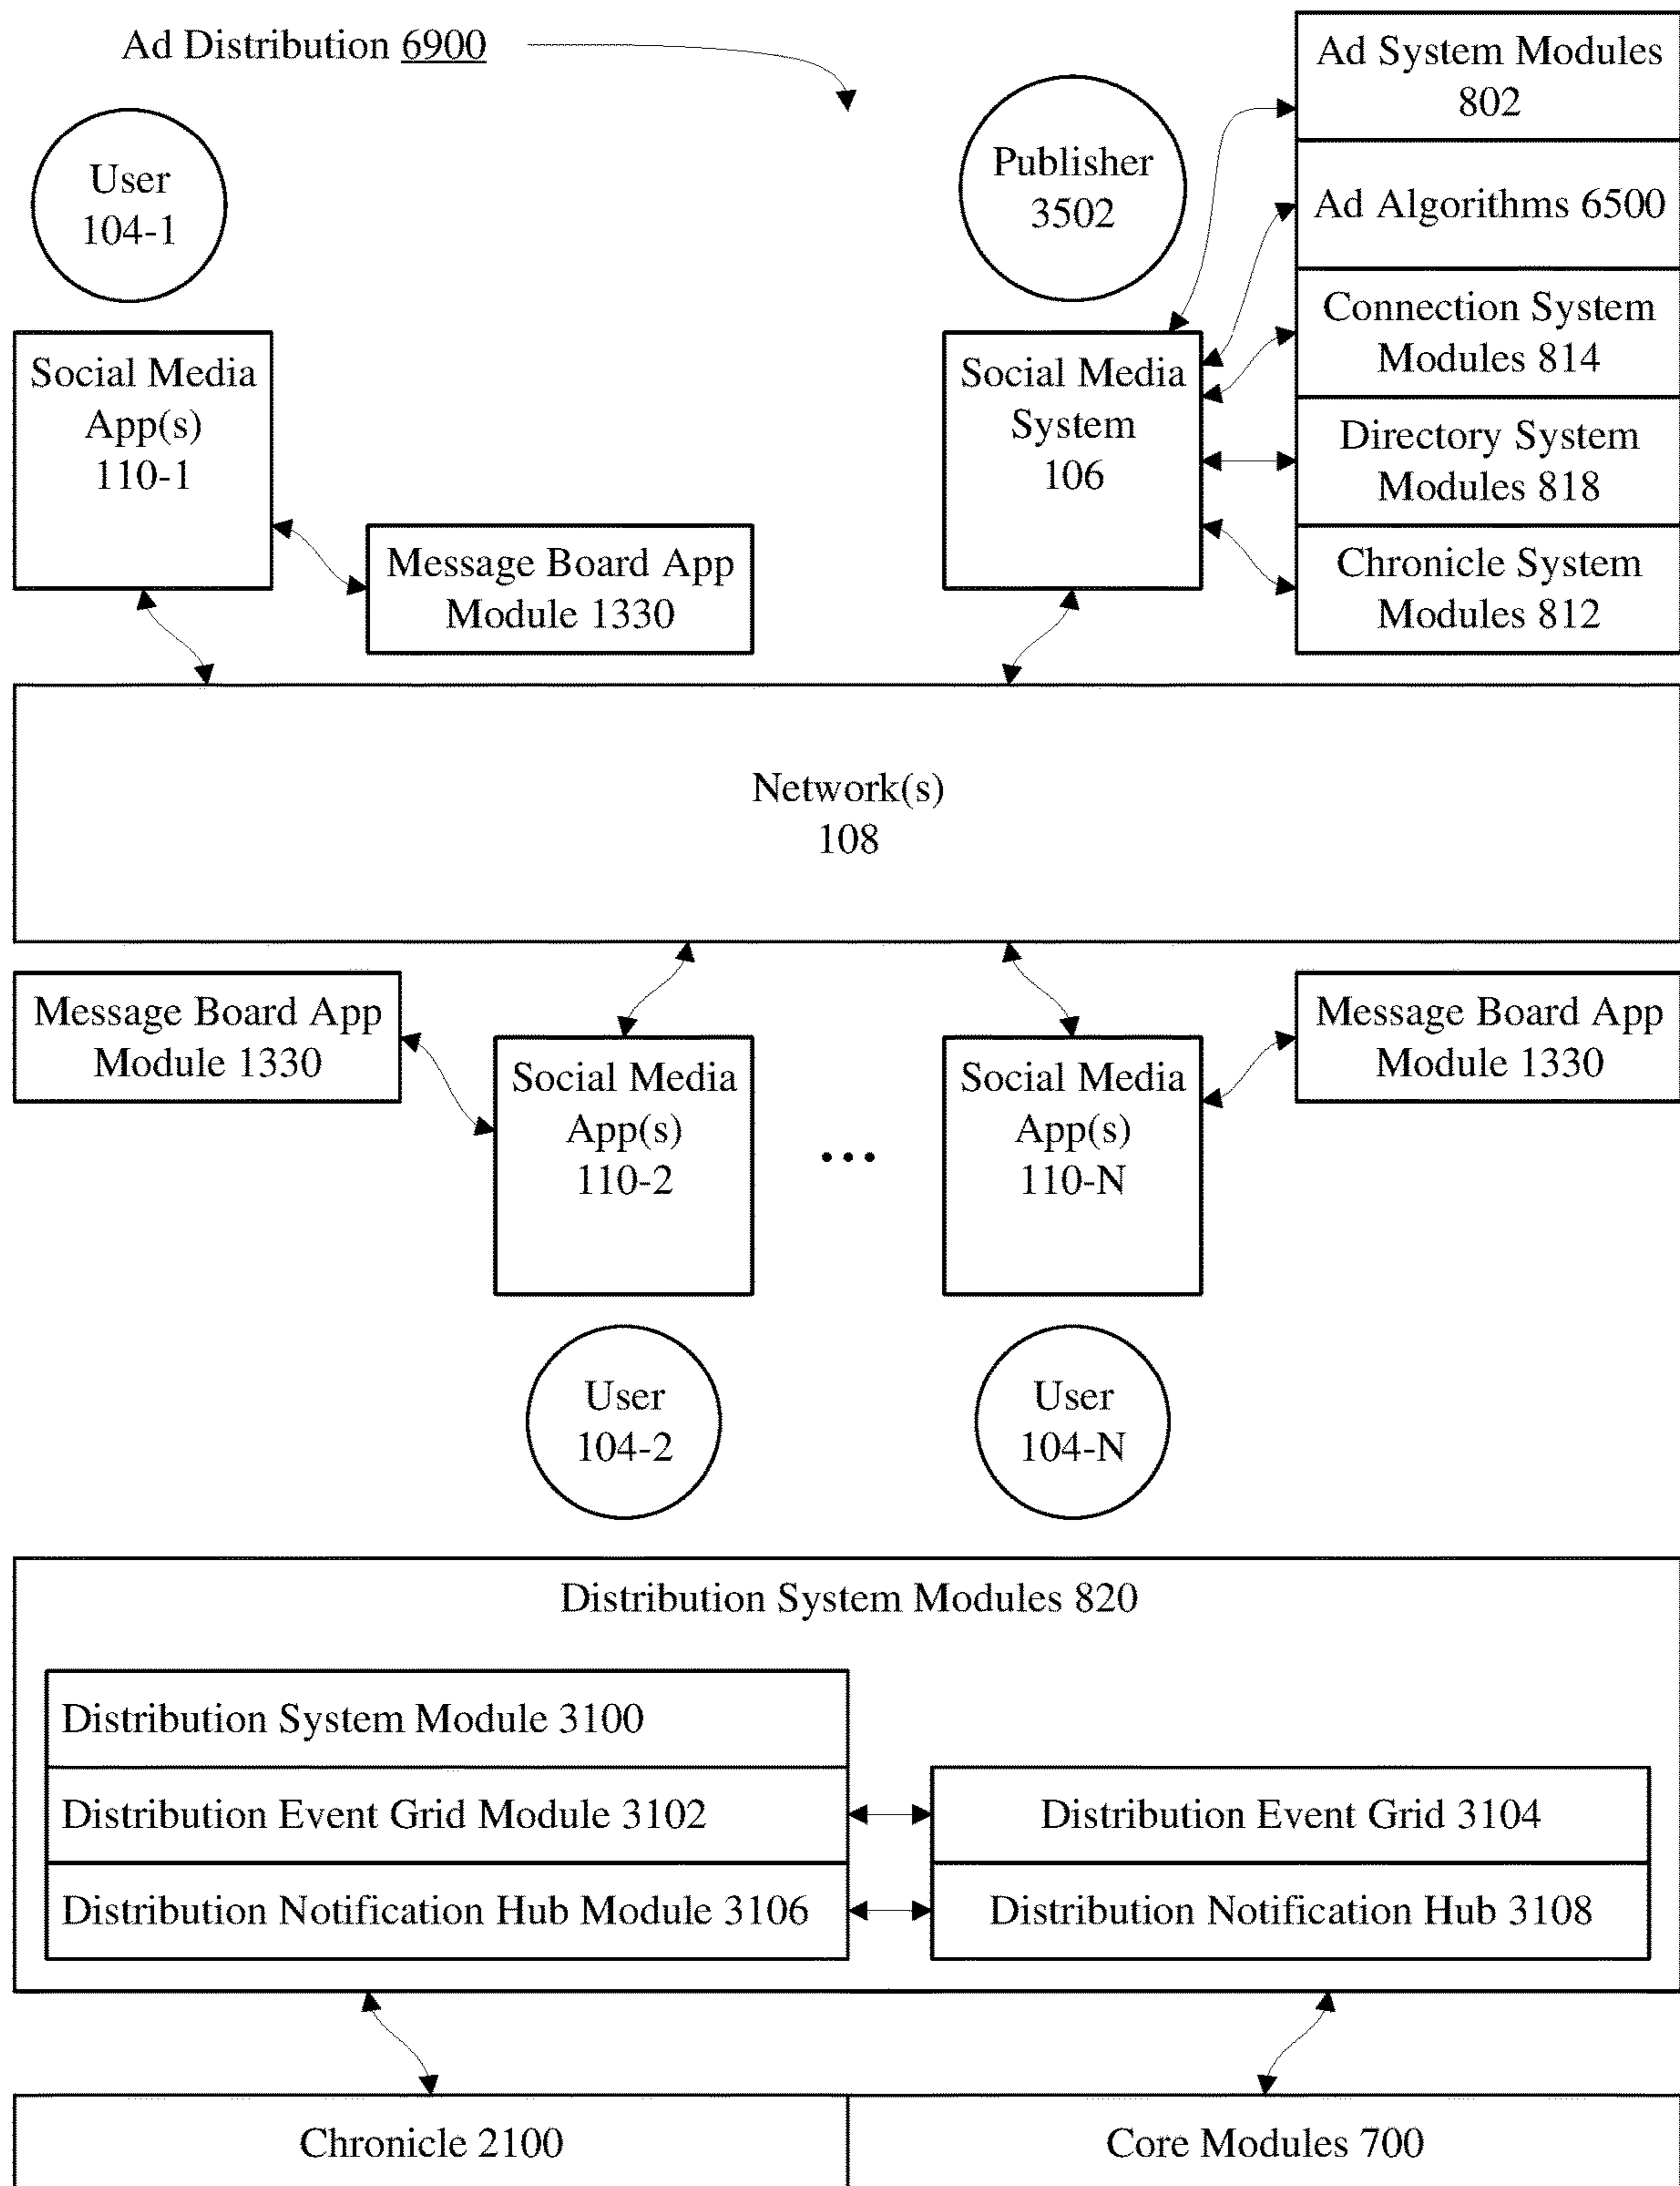 Ad Distribution 6900
User
104-1
Publisher
3502
Ad System Modules
802
Ad Algorithms 6500
Connection System
Modules 814
Directory System
Modules 818
Chronicle System
Modules 812
Social Media
App(s)
110-1
Message Board App
Module 1330
Social Media
System
106
Network(s)
108
Message Board App
Module 1330
Social Media
App(s)
110-2
...
Social Media
App(s)
110-N
Message Board App
Module 1330
User
104-2
User
104-N
Distribution System Modules 820
Distribution System Module 3100
Distribution Event Grid Module 3102
Distribution Event Grid 3104
Distribution Notification Hub Module 3106
Distribution Notification Hub 3108
Chronicle 2100
Core Modules 700